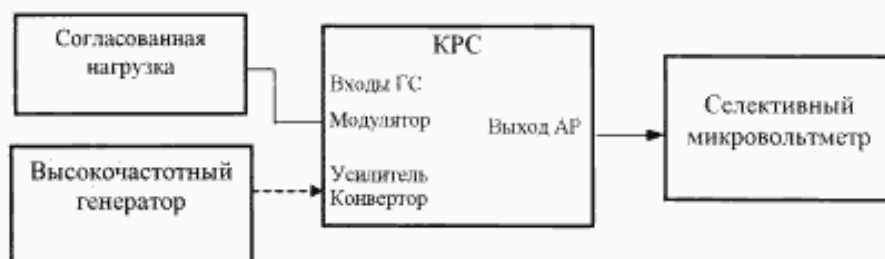 Согласованная
нагрузка
КРС
Входы ГС
Модулятор
Выход АР
Усилитель
Конвертор
Высокочастотный
генератор
Селективный
микровольтметр